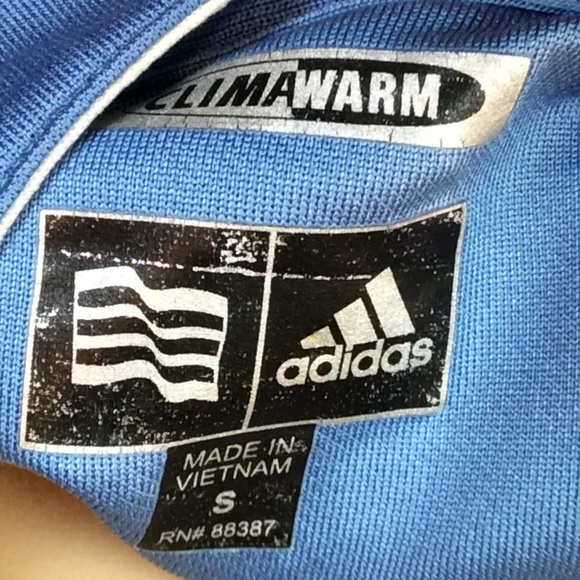 CLIMAWARM
adidas
MADE IN
VIETNAM
S
RN# 88387